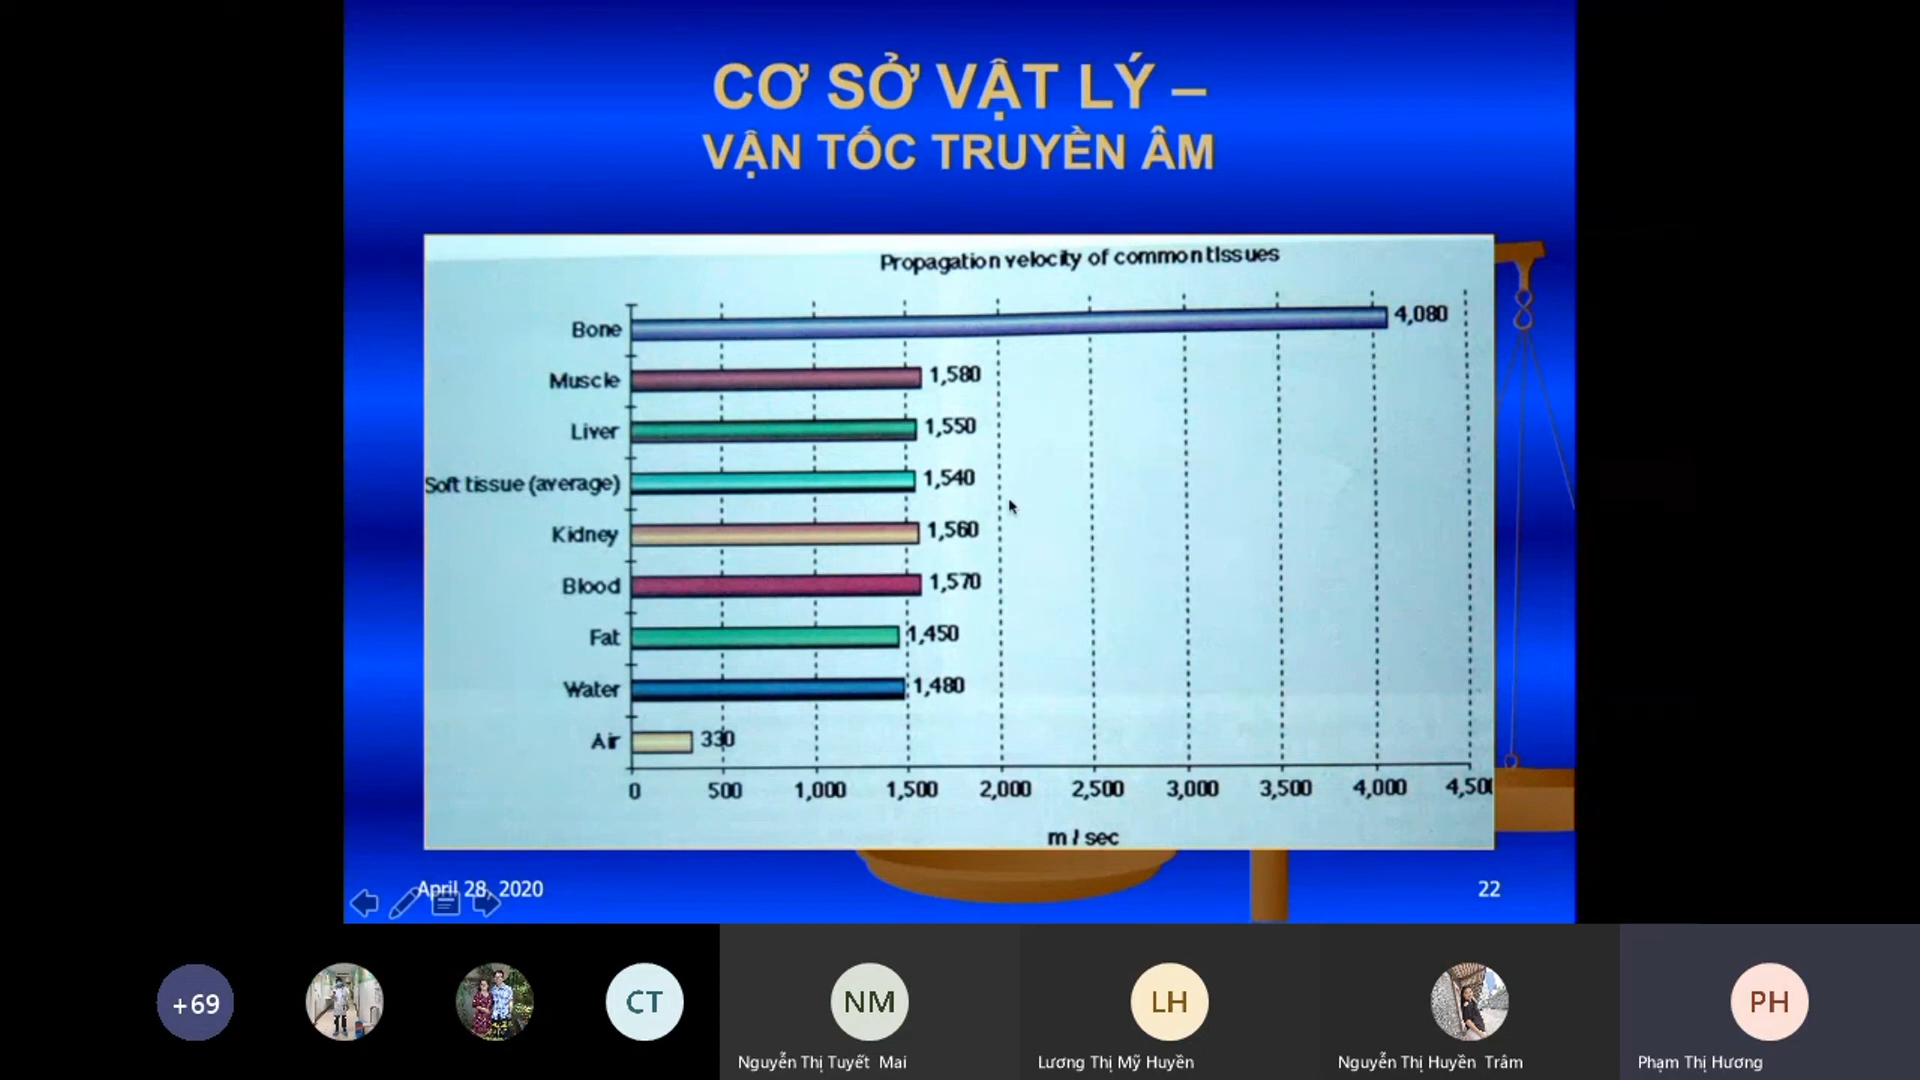 CƠ SỞ VẬT LÝ –
VẬN TỐC TRUYỀN ÂM
Propagation velocity of common tissues
Bone 4,080
Muscle 1,580
Liver 1,550
Soft tissue (average) 1,540
Kidney 1,560
Blood 1,570
Fat 1,450
Water 1,480
Air 330
0 500 1,000 1,500 2,000 2,500 3,000 3,500 4,000 4,500
m / sec
April 28, 2020
22
+69
CT
NM
LH
PH
Nguyễn Thị Tuyết Mai
Lương Thị Mỹ Huyền
Nguyễn Thị Huyền Trâm
Phạm Thị Hương